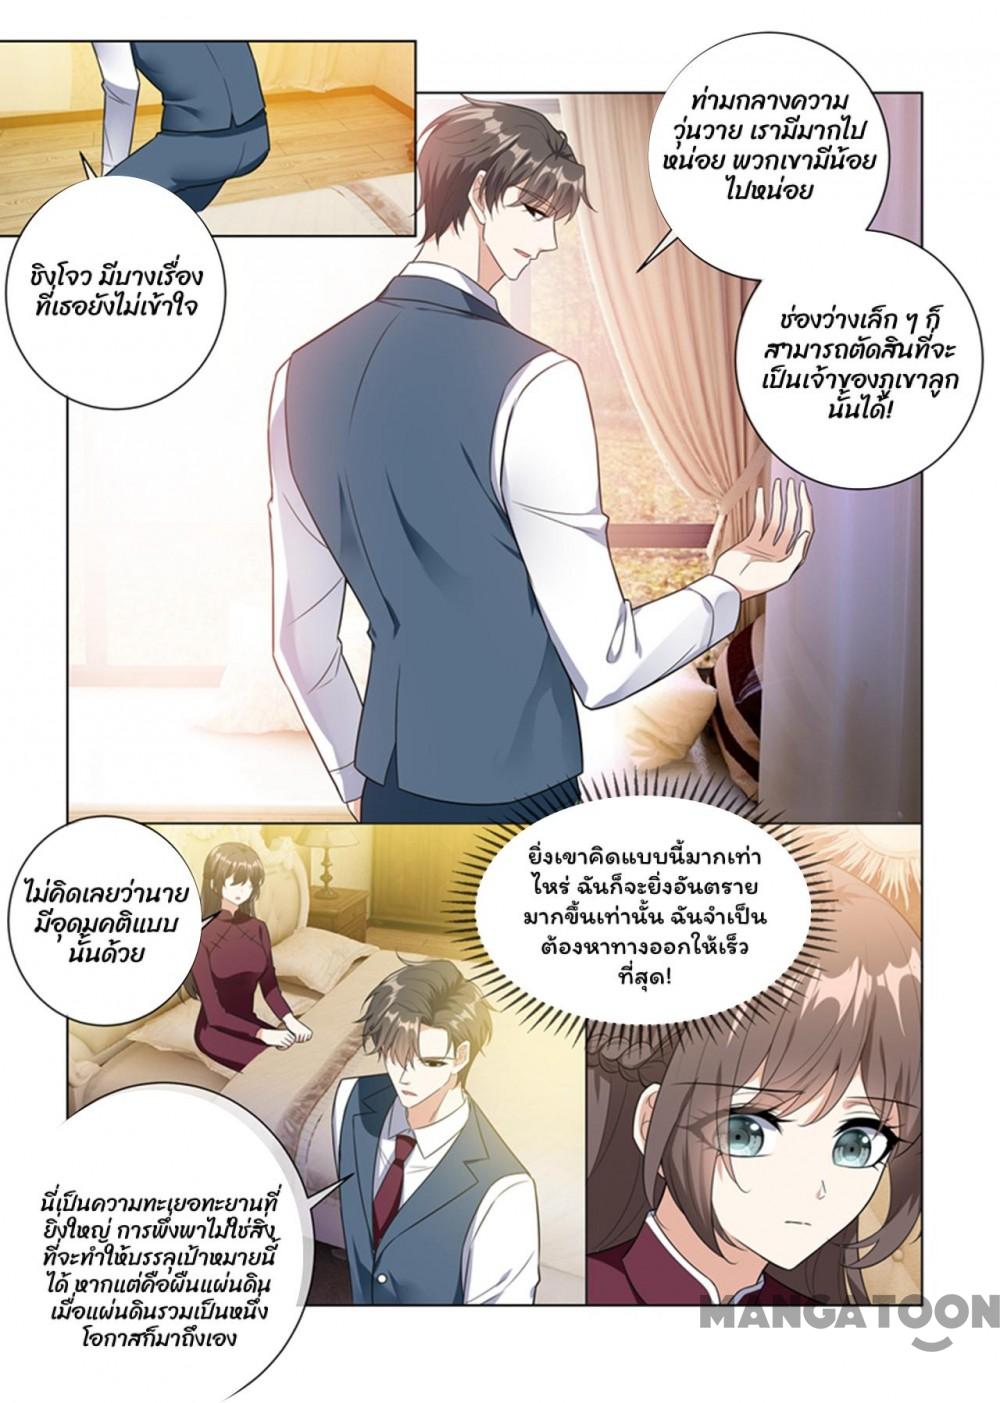 ชิงโจว มีบางเรื่อง
ที่เธอยังไม่เข้าใจ
ท่ามกลางความ
วุ่นวาย เรามีมากไป
หน่อย พวกเขามีน้อย
ไปหน่อย
ช่องว่างเล็ก ๆ ก็
สามารถตัดสินที่จะ
เป็นเจ้าของภูเขาลูก
นั้นได้!
ไม่คิดเลยว่านาย
มีอุดมคติแบบ
นั้นด้วย
ยิ่งเขาคิดแบบนี้มากเท่า
ไหร่ ฉันก็จะยิ่งอันตราย
มากขึ้นเท่านั้น ฉันจำเป็น
ต้องหาทางออกให้เร็ว
ที่สุด!
นี่เป็นความทะเยอทะยานที่
ยิ่งใหญ่ การพึ่งพาไม่ใช่สิ่ง
ที่จะทำให้บรรลุเป้าหมายนี้
ได้ หากแต่คือผืนแผ่นดิน
เมื่อแผ่นดินรวมเป็นหนึ่ง
โอกาสก็มาถึงเอง
MANGATOON